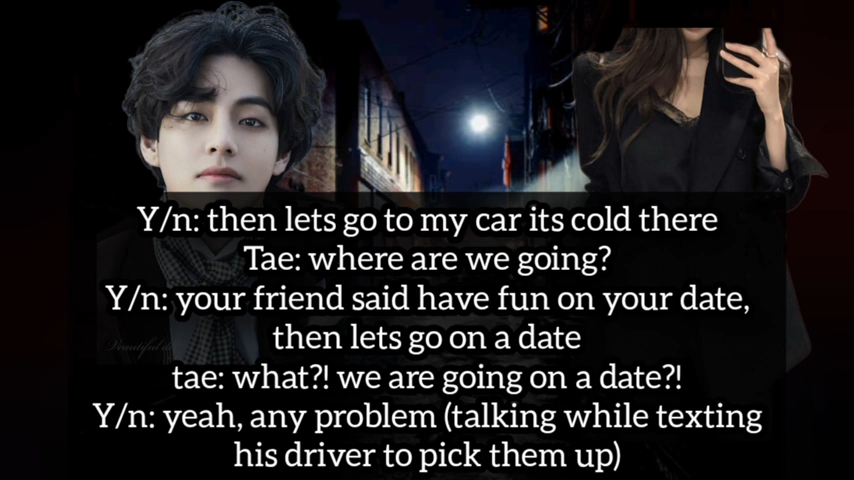 Y/n: then lets go to my car its cold there
Tae: where are we going?
Y/n: your friend said have fun on your date,
then lets go on a date
tae: what?! we are going on a date?!
Y/n: yeah, any problem (talking while texting
his driver to pick them up)
Beautiful